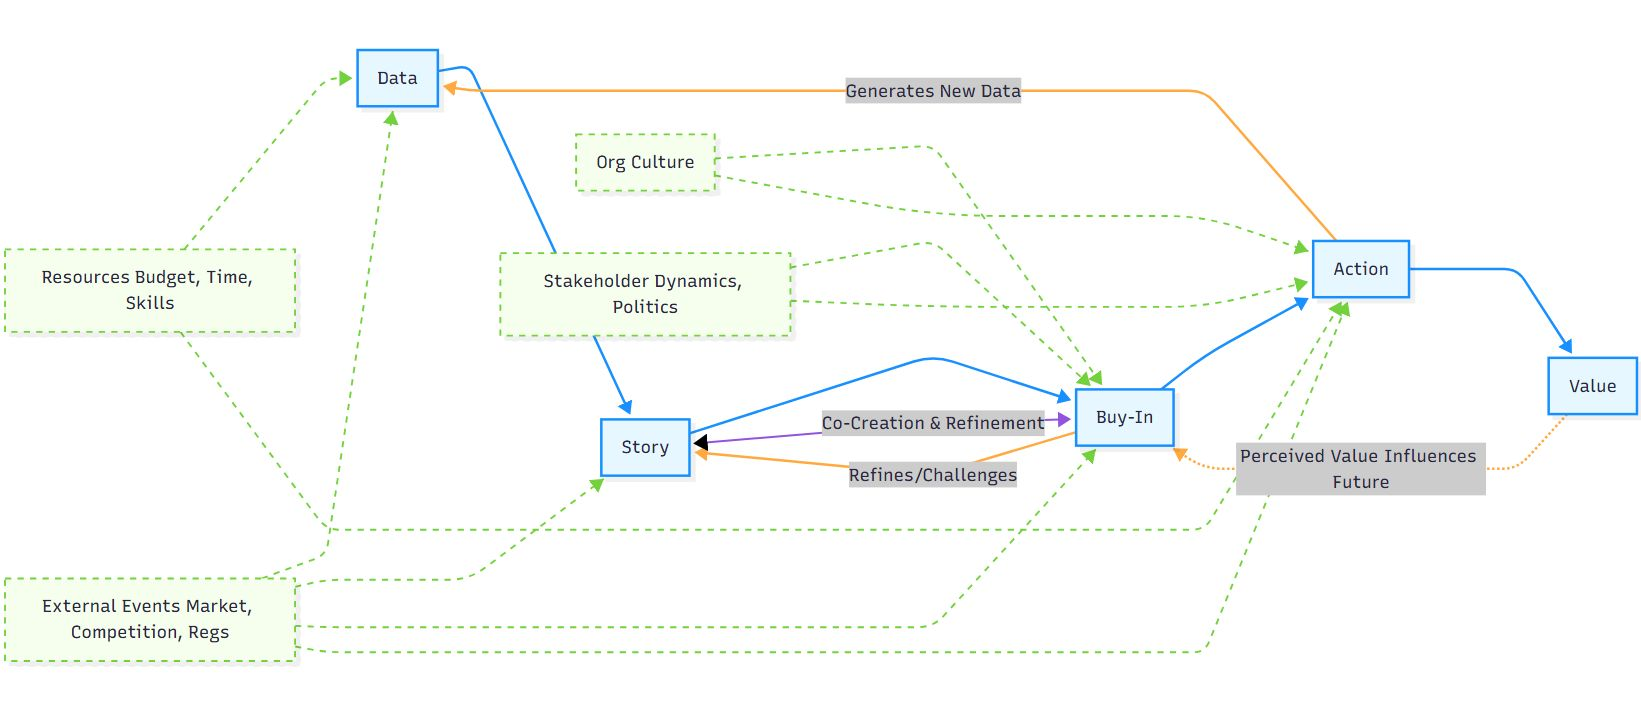 Data
Generates New Data
Org Culture
Resources Budget, Time,
Skills
Stakeholder Dynamics,
Politics
Action
Value
Story
Co-Creation & Refinement
Buy-In
Refines/Challenges
Perceived Value Influences
Future
External Events Market,
Competition, Regs